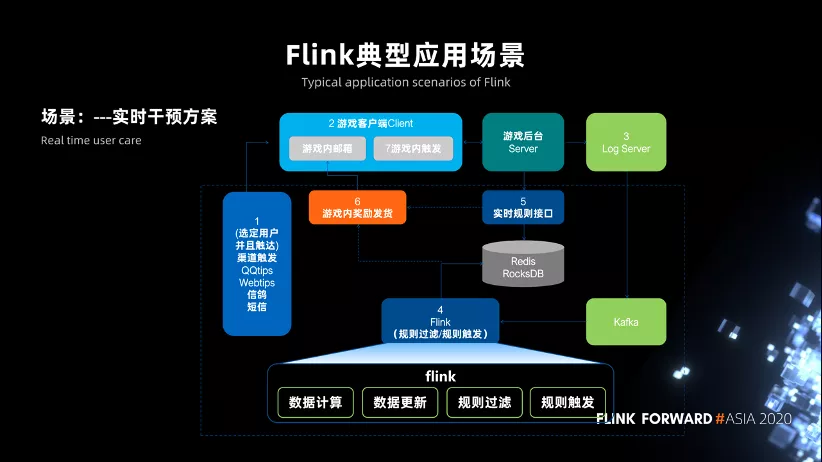 Flink典型应用场景
Typical application scenarios of Flink
场景：---实时干预方案
Real time user care
2 游戏客户端Client
游戏内邮箱
7游戏内触发
游戏后台
Server
3
Log Server
1
(选定用户
并且触达)
渠道触发
QQtips
Webtips
信鸽
短信
6
游戏内奖励发货
5
实时规则接口
Redis
RocksDB
4
Flink
（规则过滤/规则触发）
Kafka
flink
数据计算
数据更新
规则过滤
规则触发
FLINK FORWARD #ASIA 2020